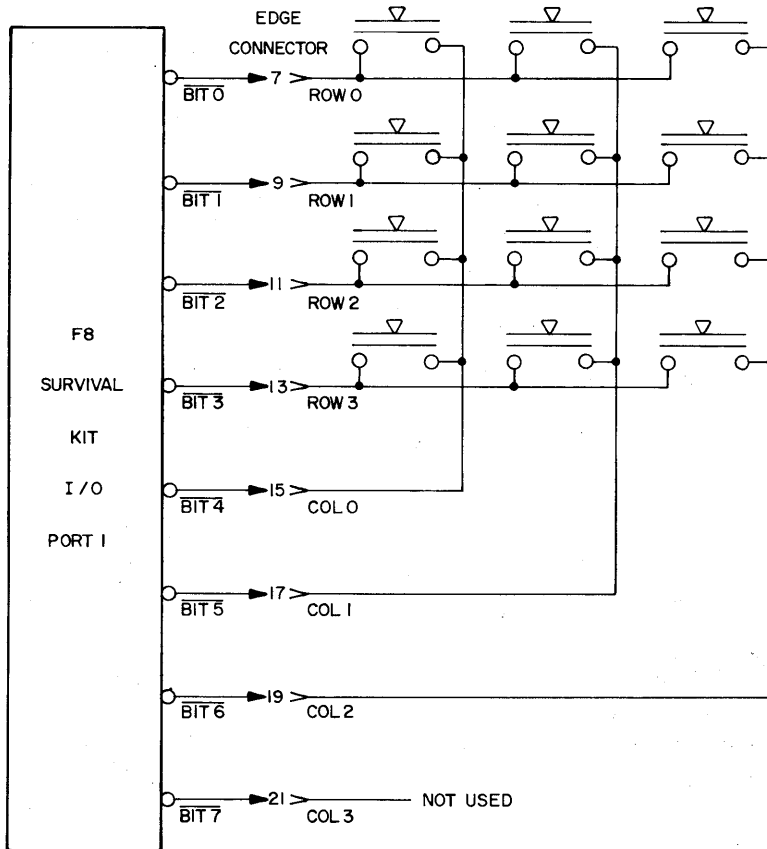 EDGE
CONNECTOR
BIT 0 7 ROW 0
BIT 1 9 ROW 1
BIT 2 11 ROW 2
F8
SURVIVAL
KIT
I/O
PORT 1
BIT 3 13 ROW 3
BIT 4 15 COL 0
BIT 5 17 COL 1
BIT 6 19 COL 2
BIT 7 21 COL 3 NOT USED